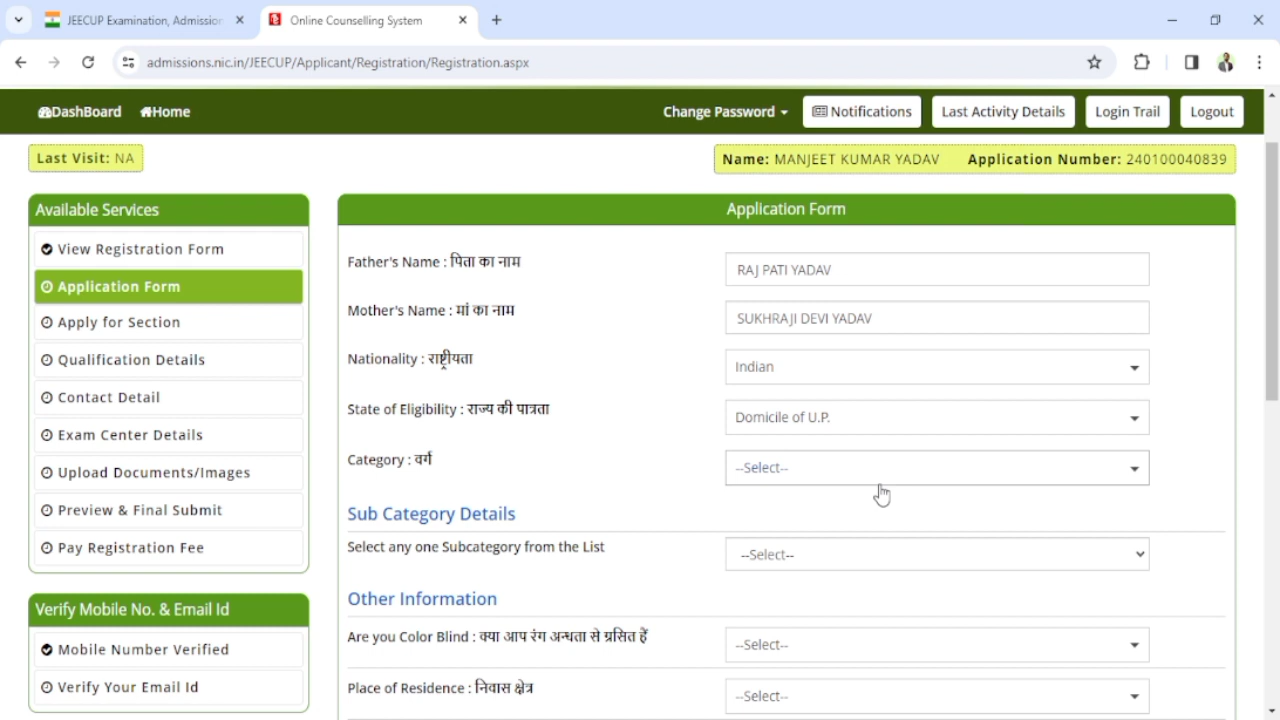 JEECUP Examination, Admission
Online Counselling System
admissions.nic.in/JEECUP/Applicant/Registration/Registration.aspx
DashBoard Home Change Password Notifications Last Activity Details Login Trail Logout
Last Visit: NA
Name: MANJEET KUMAR YADAV Application Number: 240100040839
Available Services
View Registration Form
Application Form
Apply for Section
Qualification Details
Contact Detail
Exam Center Details
Upload Documents/Images
Preview & Final Submit
Pay Registration Fee
Verify Mobile No. & Email Id
Mobile Number Verified
Verify Your Email Id
Application Form
Father's Name : पिता का नाम RAJ PATI YADAV
Mother's Name : मां का नाम SUKHRAJI DEVI YADAV
Nationality : राष्ट्रीयता Indian
State of Eligibility : राज्य की पात्रता Domicile of U.P.
Category : वर्ग --Select--
Sub Category Details
Select any one Subcategory from the List --Select--
Other Information
Are you Color Blind : क्या आप रंग अन्धता से ग्रसित हैं --Select--
Place of Residence : निवास क्षेत्र --Select--